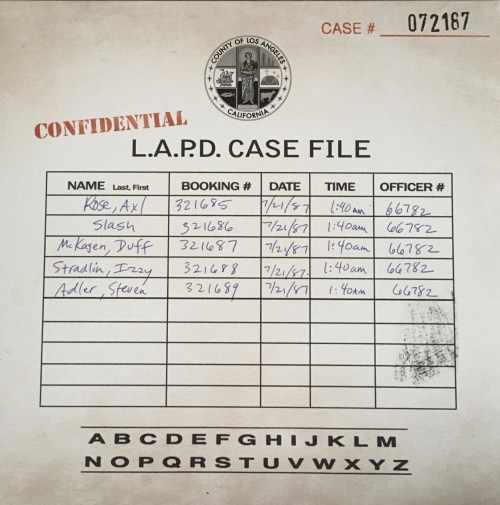 CASE # 072187
COUNTY OF LOS ANGELES
CALIFORNIA
CONFIDENTIAL
L.A.P.D. CASE FILE
NAME Last, First BOOKING # DATE TIME OFFICER #
Rose, Axl 321685 7/21/87 1:40am 66782
Slash 321686 7/21/87 1:40am 66782
McKagen, Duff 321687 7/21/87 1:40am 66782
Stradlin, Izzy 321688 7/21/87 1:40am 66782
Adler, Steven 321689 7/21/87 1:40AM 66782
A B C D E F G H I J K L M
N O P Q R S T U V W X Y Z